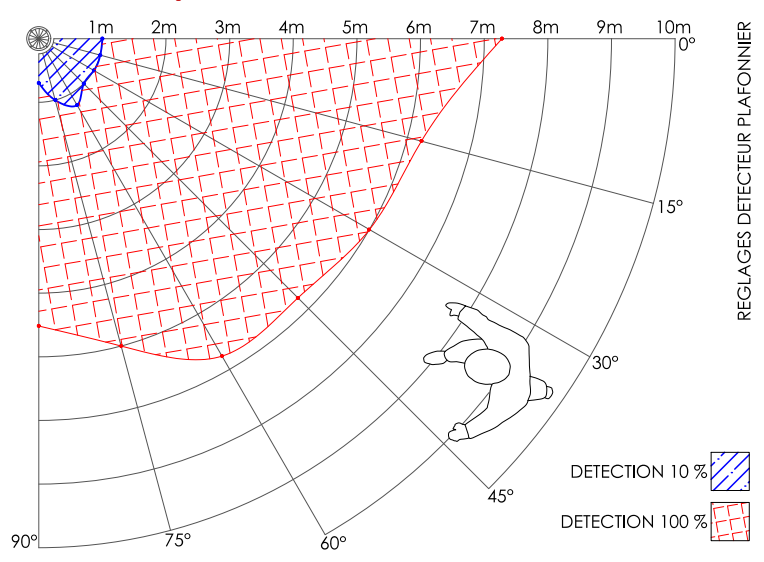 1m 2m 3m 4m 5m 6m 7m 8m 9m 10m
0°
15°
30°
45°
60°
75°
90°
REGLAGES DETECTEUR PLAFONNIER
DETECTION 10 %
DETECTION 100 %